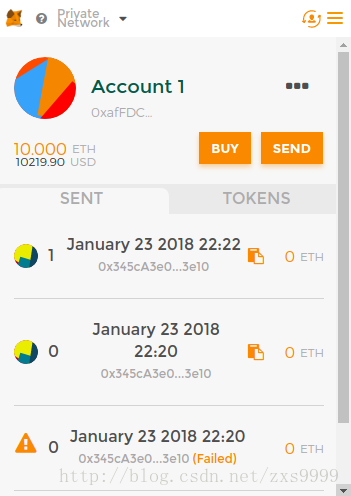 Private
Network
Account 1
0xafFDC...
10.000 ETH
10219.90 USD
BUY
SEND
SENT
TOKENS
1
January 23 2018 22:22
0x345cA3e0...3e10
0 ETH
0
January 23 2018
22:20
0x345cA3e0...3e10
0 ETH
0
January 23 2018 22:20
0x345cA3e0...3e10 (Failed)
0 ETH
http://blog.csdn.net/zxs9999